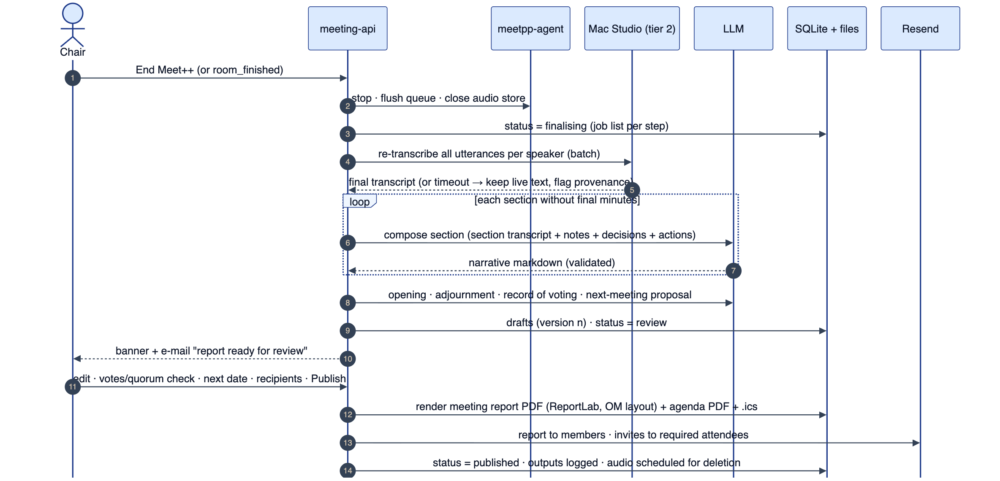 Chair
meeting-api
meetpp-agent
Mac Studio (tier 2)
LLM
SQLite + files
Resend
End Meet++ (or room_finished)
1
stop · flush queue · close audio store
2
status = finalising (job list per step)
3
re-transcribe all utterances per speaker (batch)
4
final transcript (or timeout → keep live text, flag provenance)
5
loop
[each section without final minutes]
compose section (section transcript + notes + decisions + actions)
6
narrative markdown (validated)
7
opening · adjournment · record of voting · next-meeting proposal
8
drafts (version n) · status = review
9
banner + e-mail "report ready for review"
10
edit · votes/quorum check · next date · recipients · Publish
11
render meeting report PDF (ReportLab, OM layout) + agenda PDF + .ics
12
report to members · invites to required attendees
13
status = published · outputs logged · audio scheduled for deletion
14